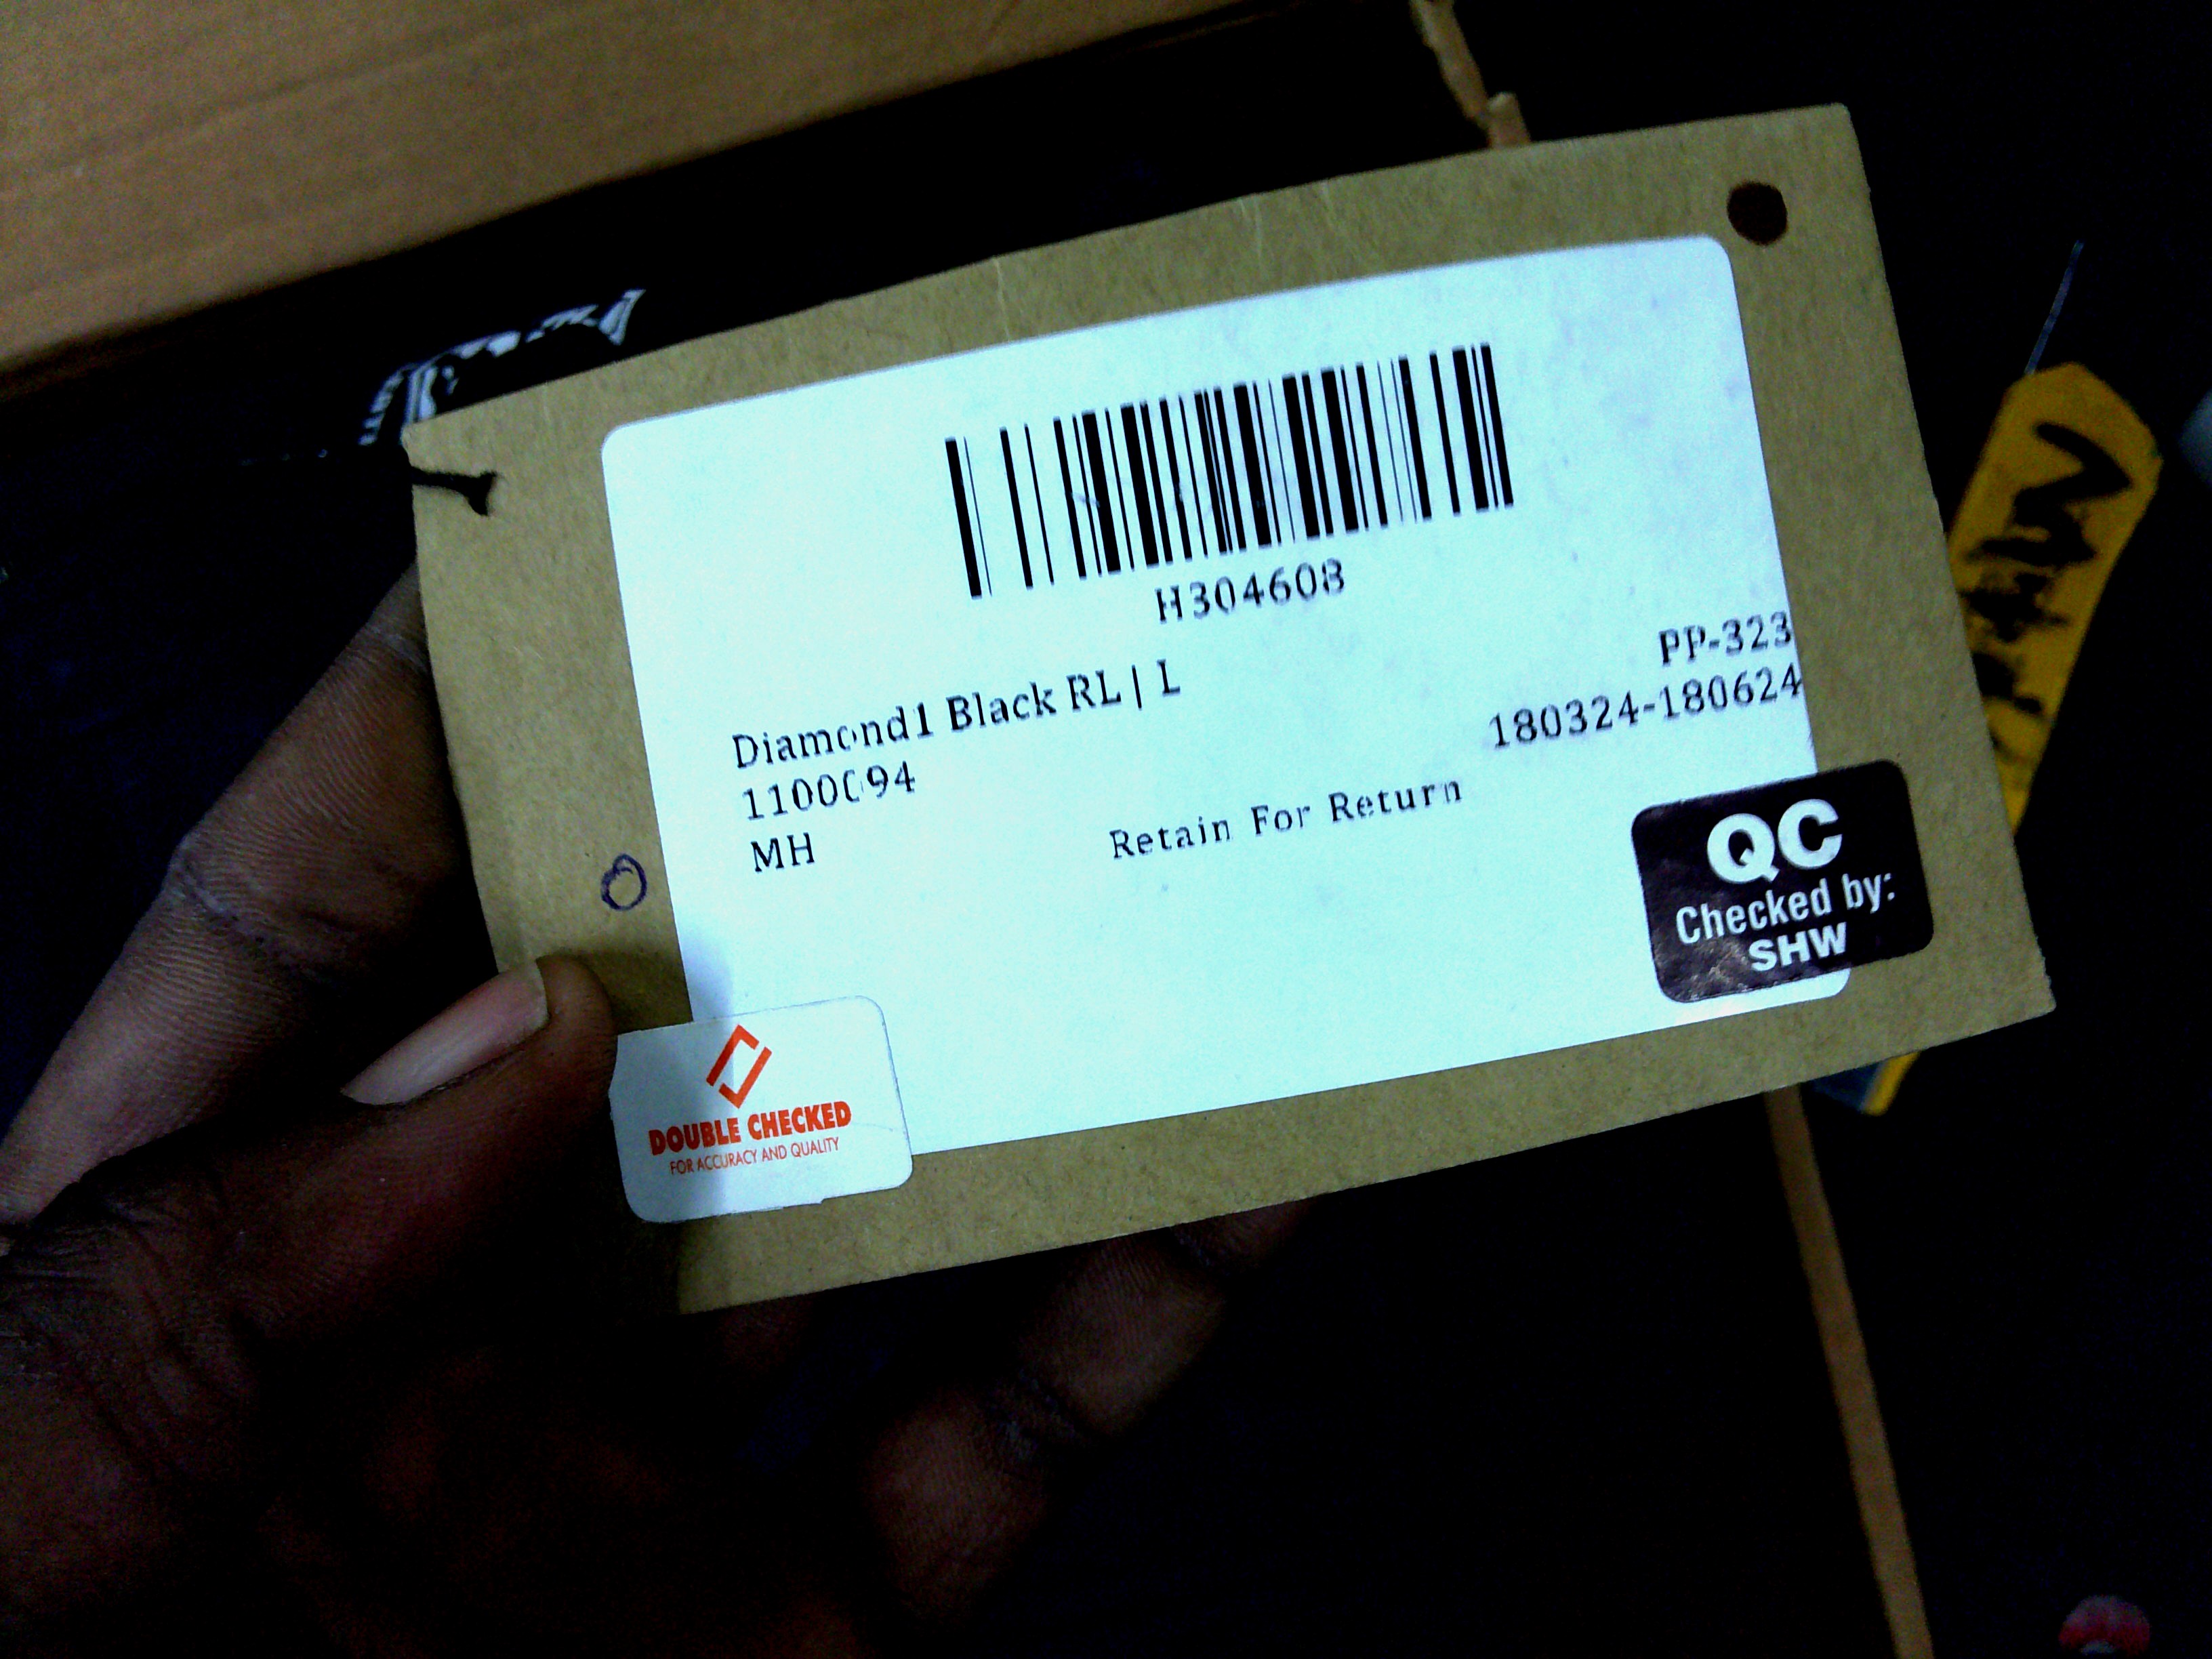 H304608
PP-323
Diamond1 Black RL | L
180324-180624
1100094
Retain For Return
MH
QC
Checked by:
SHW
DOUBLE CHECKED
FOR ACCURACY AND QUALITY